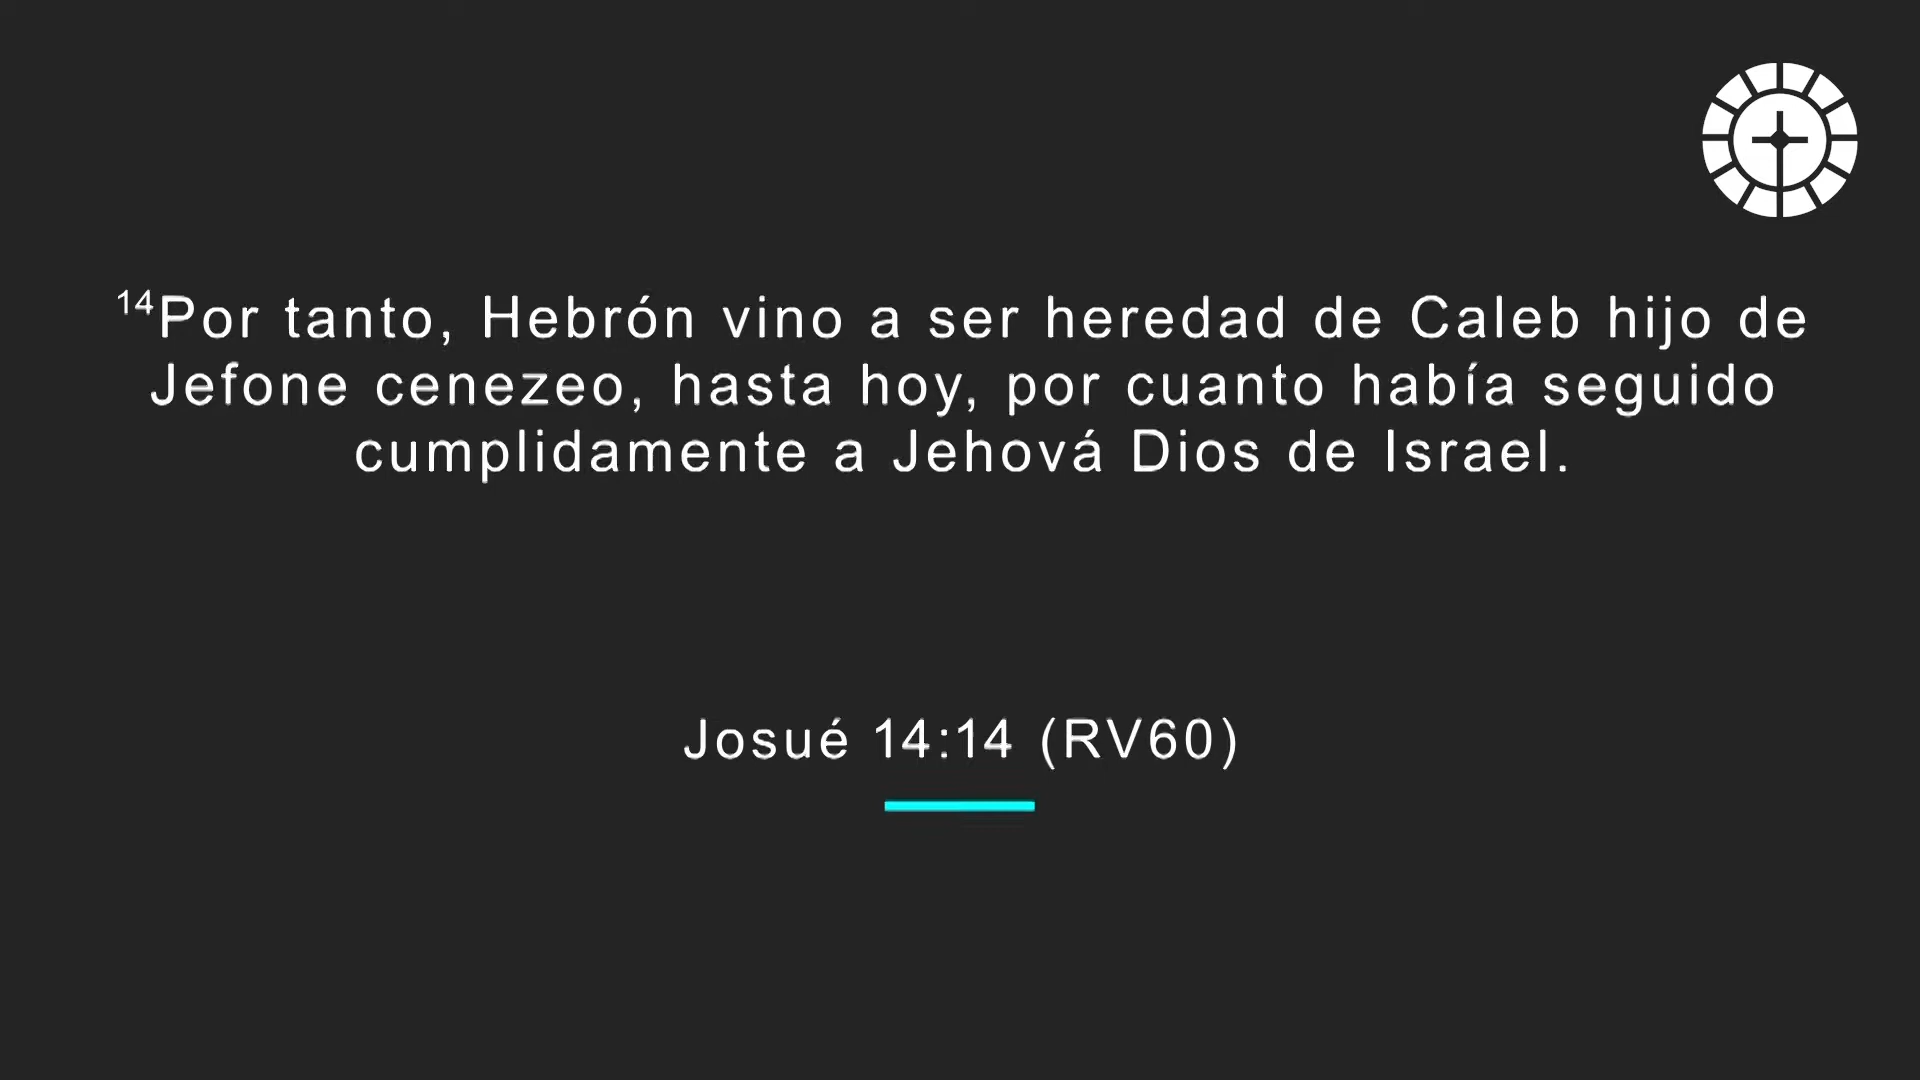 ¹⁴Por tanto, Hebrón vino a ser heredad de Caleb hijo de
Jefone cenezeo, hasta hoy, por cuanto había seguido
cumplidamente a Jehová Dios de Israel.
Josué 14:14 (RV60)